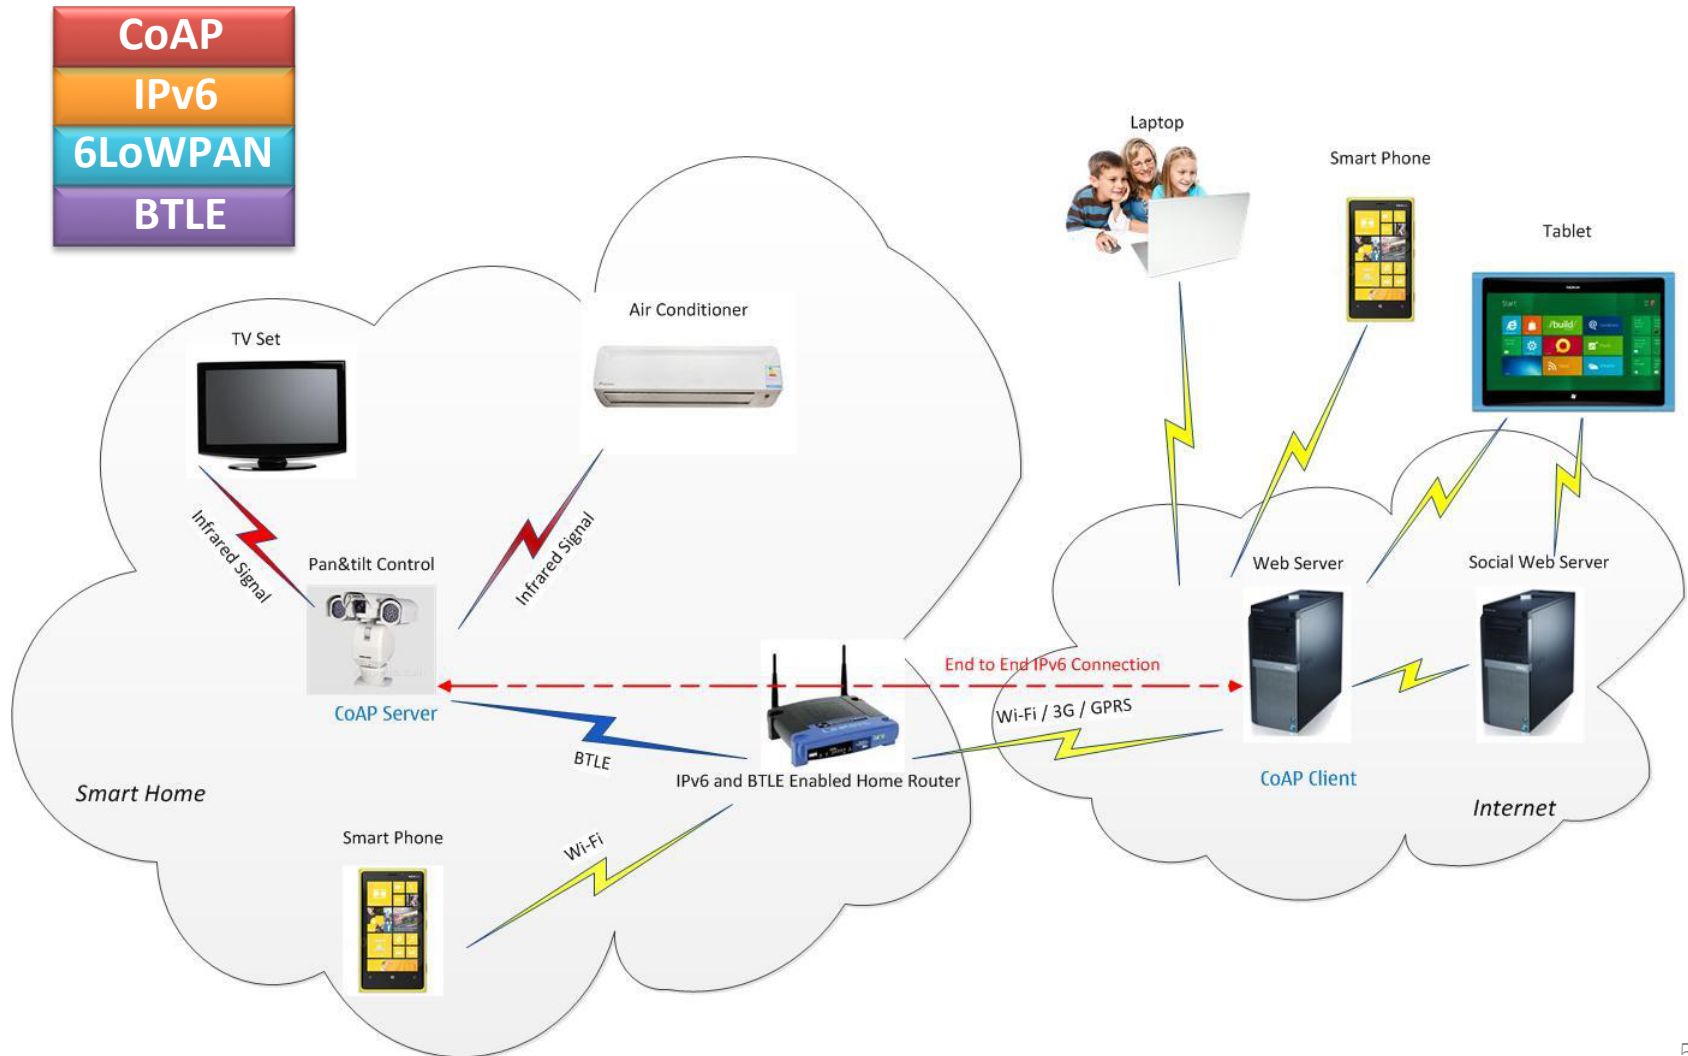 CoAP
IPv6
6LoWPAN
BTLE
Laptop
Smart Phone
Tablet
Air Conditioner
TV Set
Start
/build/
Infrared Signal
Infrared Signal
Pan&tilt Control
Web Server
Social Web Server
End to End IPv6 Connection
CoAP Server
Wi-Fi / 3G / GPRS
BTLE
IPv6 and BTLE Enabled Home Router
CoAP Client
Smart Home
Internet
Smart Phone
Wi-Fi